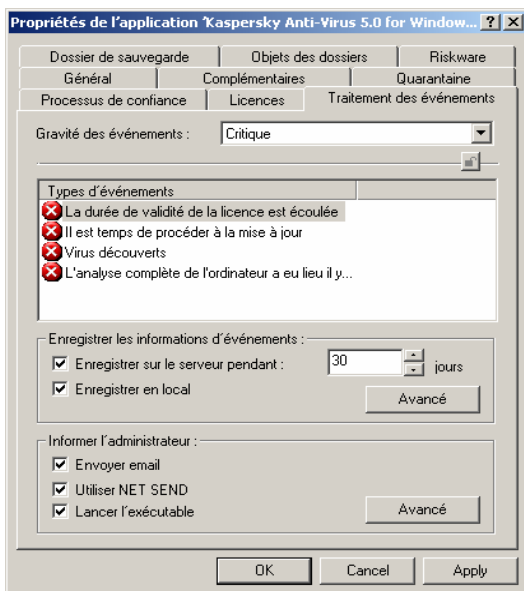 Propriétés de l'application 'Kaspersky Anti-Virus 5.0 for Window...
Dossier de sauvegarde Objets des dossiers Riskware
Général Complémentaires Quarantaine
Processus de confiance Licences Traitement des événements
Gravité des événements : Critique
Types d'événements
La durée de validité de la licence est écoulée
Il est temps de procéder à la mise à jour
Virus découverts
L'analyse complète de l'ordinateur a eu lieu il y...
Enregistrer les informations d'événements :
Enregistrer sur le serveur pendant : 30 jours
Enregistrer en local
Avancé
Informer l'administrateur :
Envoyer email
Utiliser NET SEND
Lancer l'exécutable Avancé
OK Cancel Apply